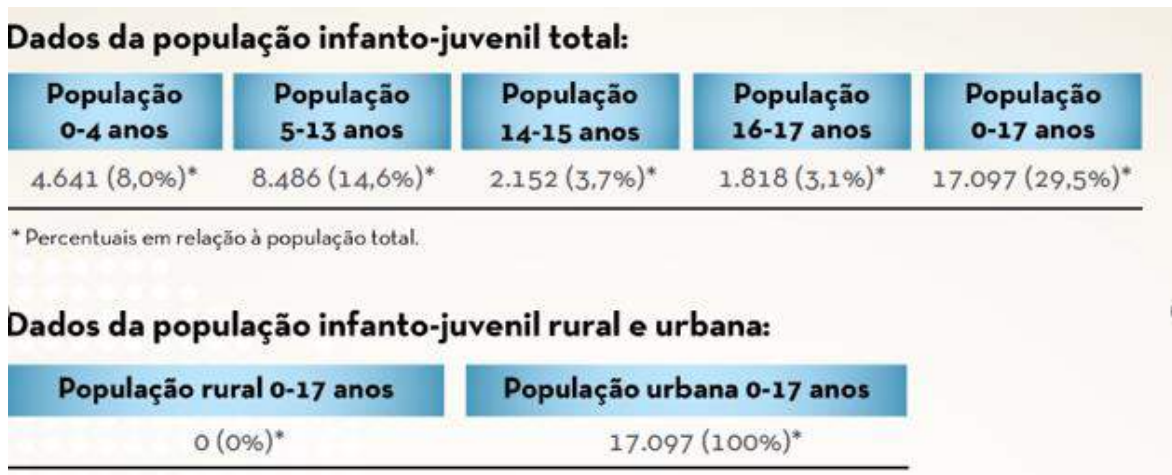 Dados da população infanto-juvenil total:
População 0-4 anos População 5-13 anos População 14-15 anos População 16-17 anos População 0-17 anos
4.641 (8,0%)* 8.486 (14,6%)* 2.152 (3,7%)* 1.818 (3,1%)* 17.097 (29,5%)*
* Percentuais em relação à população total.
Dados da população infanto-juvenil rural e urbana:
População rural 0-17 anos População urbana 0-17 anos
0 (0%)* 17.097 (100%)*